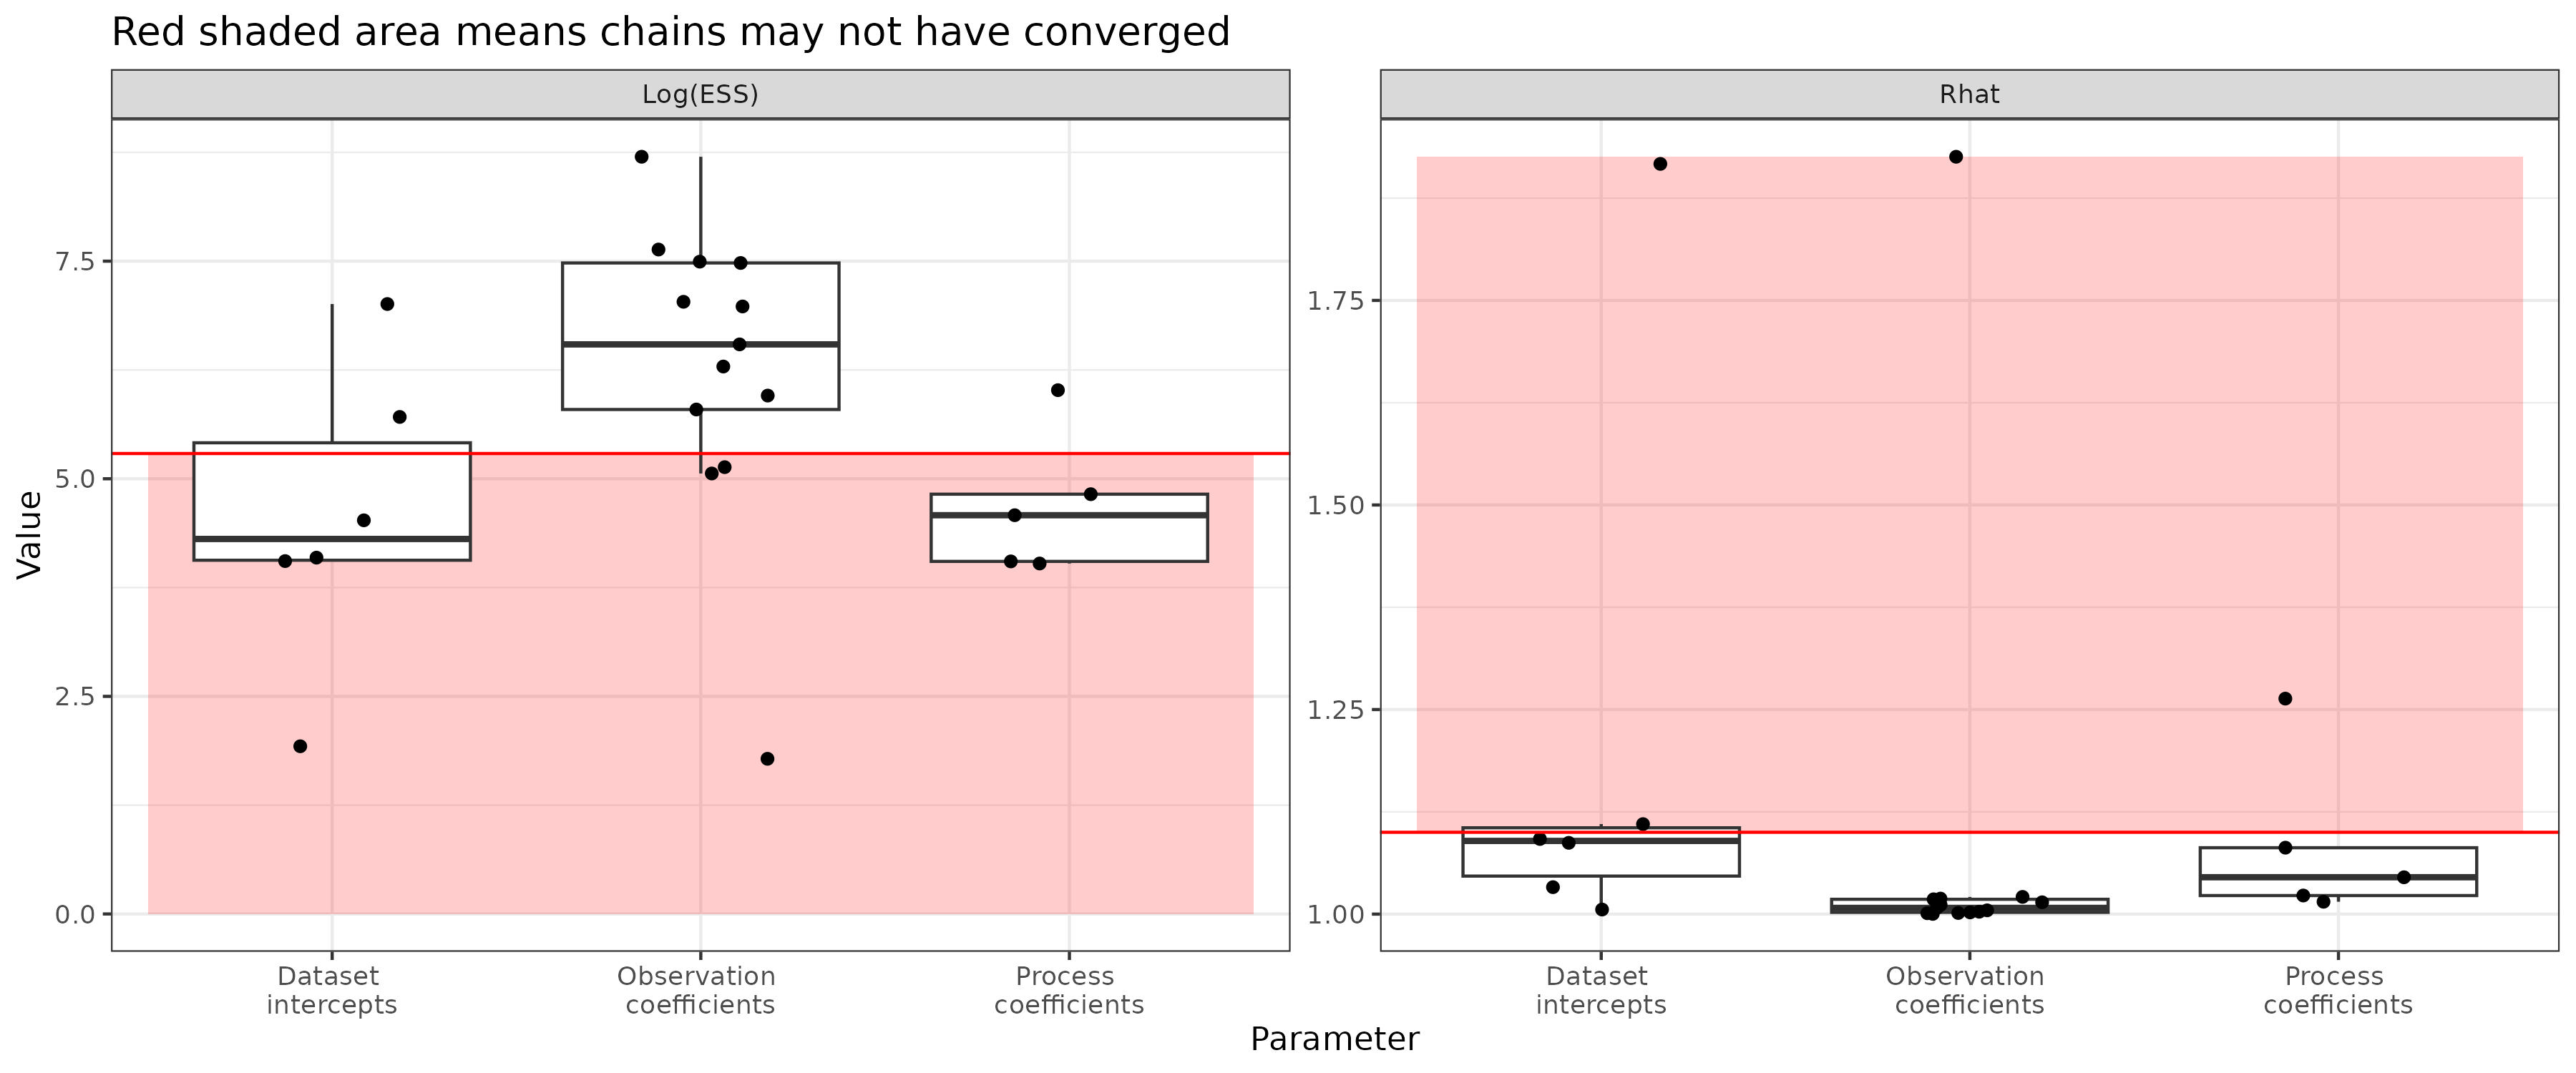 Red shaded area means chains may not have converged
Log(ESS)
Rhat
Value
7.5
5.0
2.5
0.0
1.75
1.50
1.25
1.00
Dataset
intercepts
Observation
coefficients
Process
coefficients
Dataset
intercepts
Observation
coefficients
Process
coefficients
Parameter